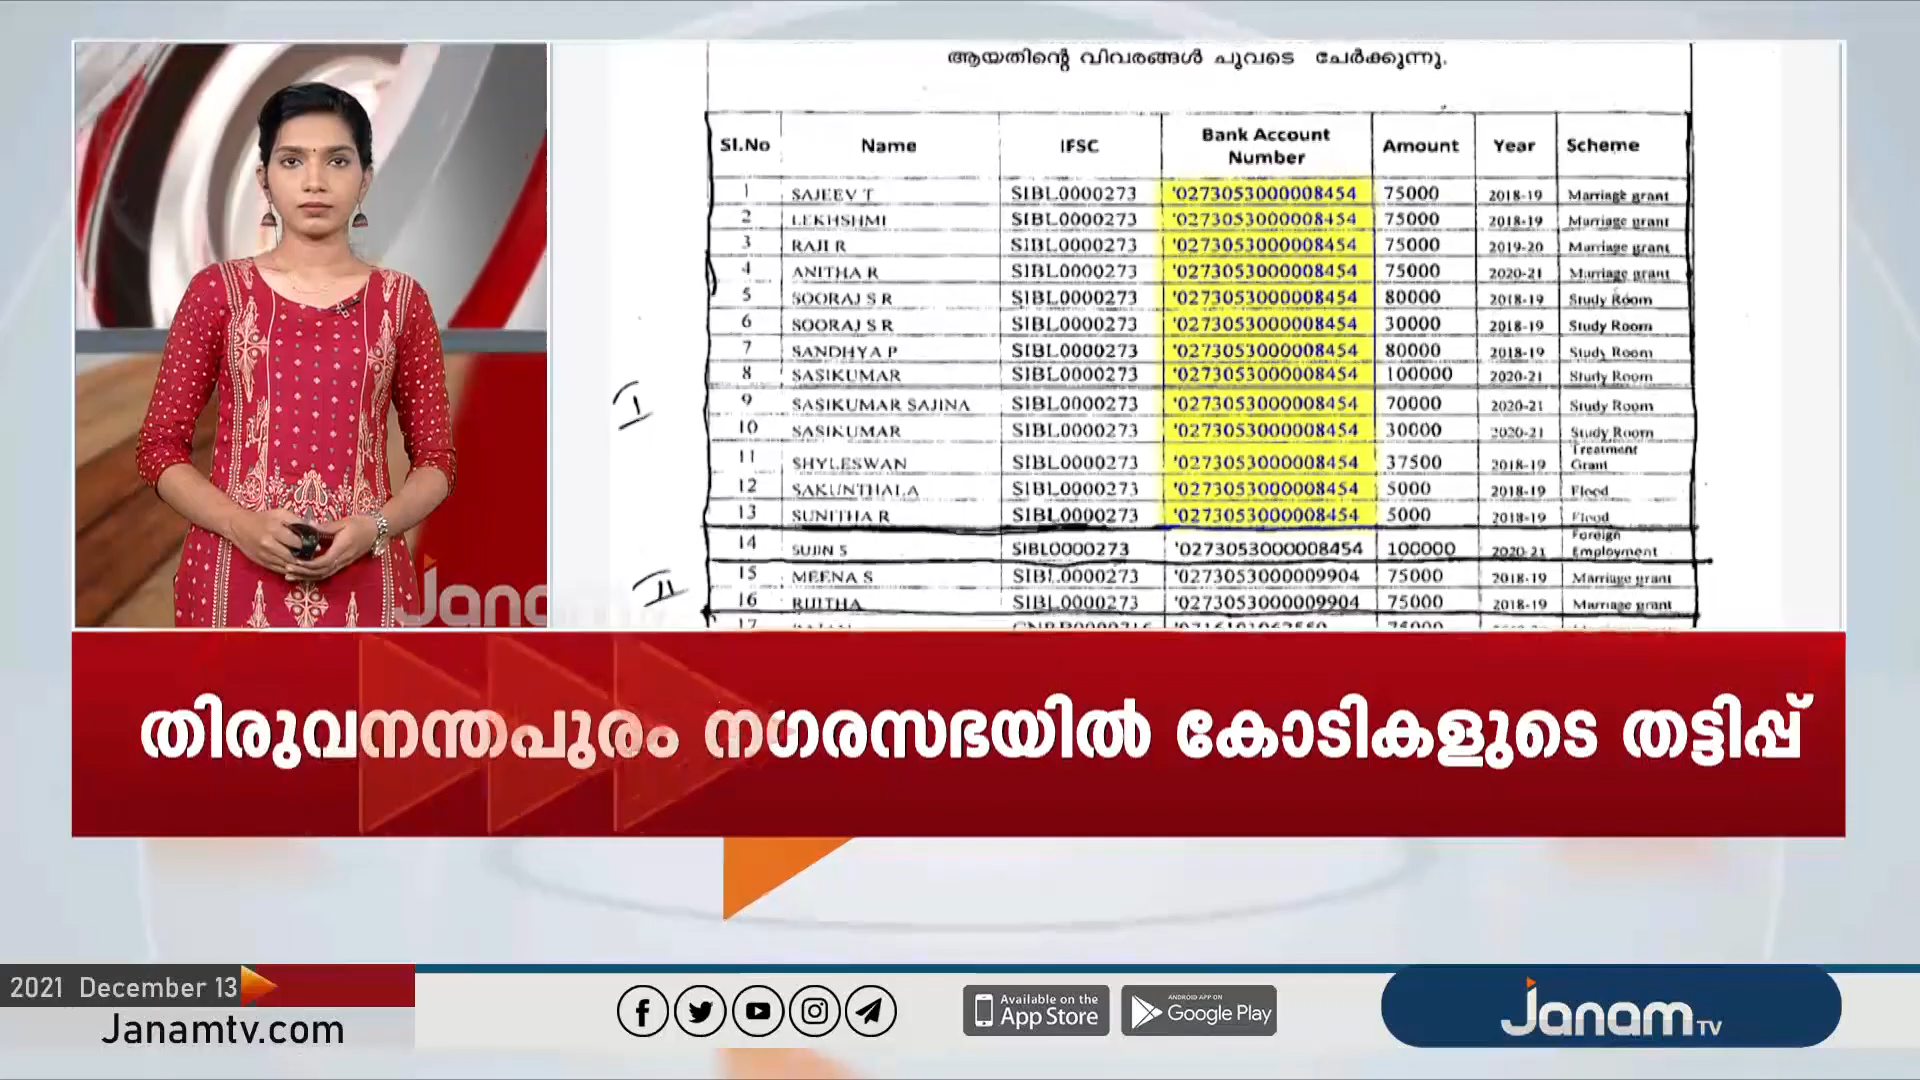 ആയതിന്റെ വിവരങ്ങൾ ചുവടെ ചേർക്കുന്നു.
Sl.No Name IFSC Bank Account Number Amount Year Scheme
1 SAJEEV T SIBL0000273 '0273053000008454 75000 2018-19 Marriage grant
2 LEKHSHMI SIBL0000273 '0273053000008454 75000 2018-19 Marriage grant
3 RAJI R SIBL0000273 '0273053000008454 75000 2019-20 Marriage grant
4 ANITHA R SIBL0000273 '0273053000008454 75000 2020-21 Marriage grant
5 SOORAJ S R SIBL0000273 '0273053000008454 80000 2018-19 Study Room
6 SOORAJ S R SIBL0000273 '0273053000008454 30000 2018-19 Study Room
7 SANDHYA P SIBL0000273 '0273053000008454 80000 2018-19 Study Room
8 SASIKUMAR SIBL0000273 '0273053000008454 100000 2020-21 Study Room
I
9 SASIKUMAR SAJINA SIBL0000273 '0273053000008454 70000 2020-21 Study Room
10 SASIKUMAR SIBL0000273 '0273053000008454 30000 2020-21 Study Room
11 SHYLESWAN SIBL0000273 '0273053000008454 37500 2018-19 Treatment Grant
12 SAKUNTHALA SIBL0000273 '0273053000008454 5000 2018-19 Flood
13 SUNITHA R SIBL0000273 '0273053000008454 5000 2018-19 Flood
14 SUJIN S SIBL0000273 '0273053000008454 100000 2020-21 Foreign Employment
II
15 MEENA S SIBL0000273 '0273053000009904 75000 2018-19 Marriage grant
16 RIJITHA SIBL0000273 '0273053000009904 75000 2018-19 Marriage grant
Janam
തിരുവനന്തപുരം നഗരസഭയിൽ കോടികളുടെ തട്ടിപ്പ്
2021 December 13
Janamtv.com
Available on the
App Store
ANDROID APP ON
Google Play
Janam TV